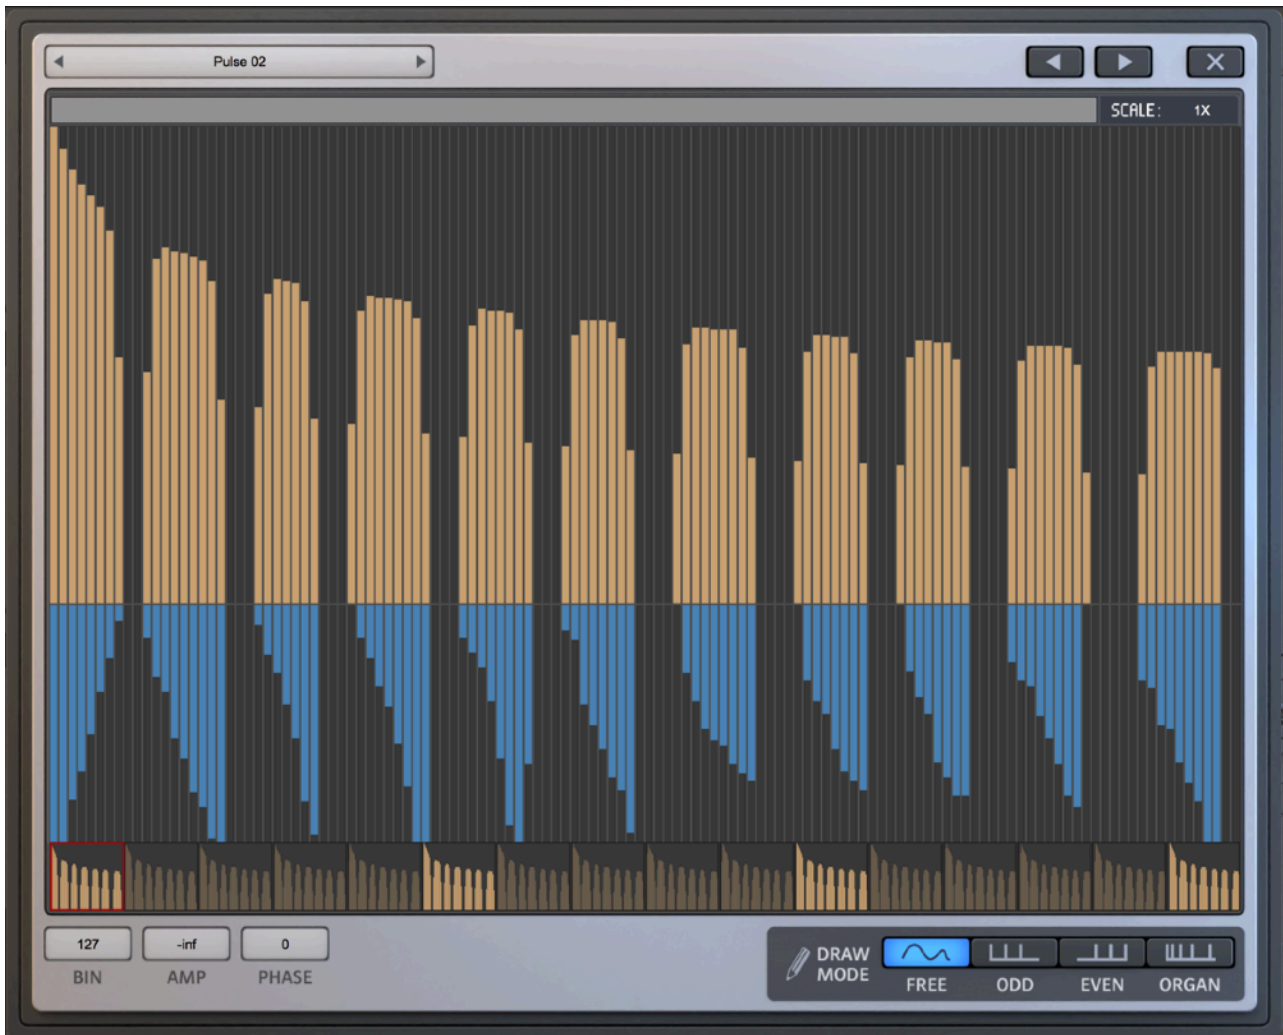 Pulse 02
SCALE: 1X
127 -inf 0
BIN AMP PHASE
DRAW
MODE
FREE ODD EVEN ORGAN